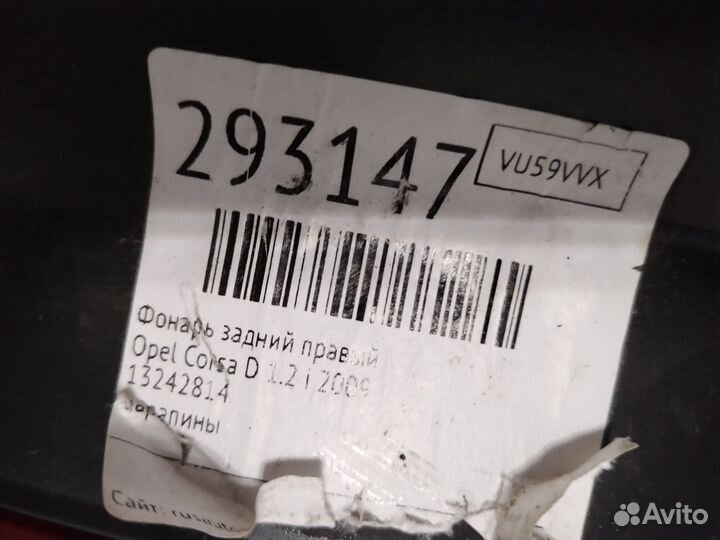 293147
VU59VVX
Фонарь задний правый
Opel Corsa D 1.2 i 2009
13242814
царапины
Сайт:
Avito